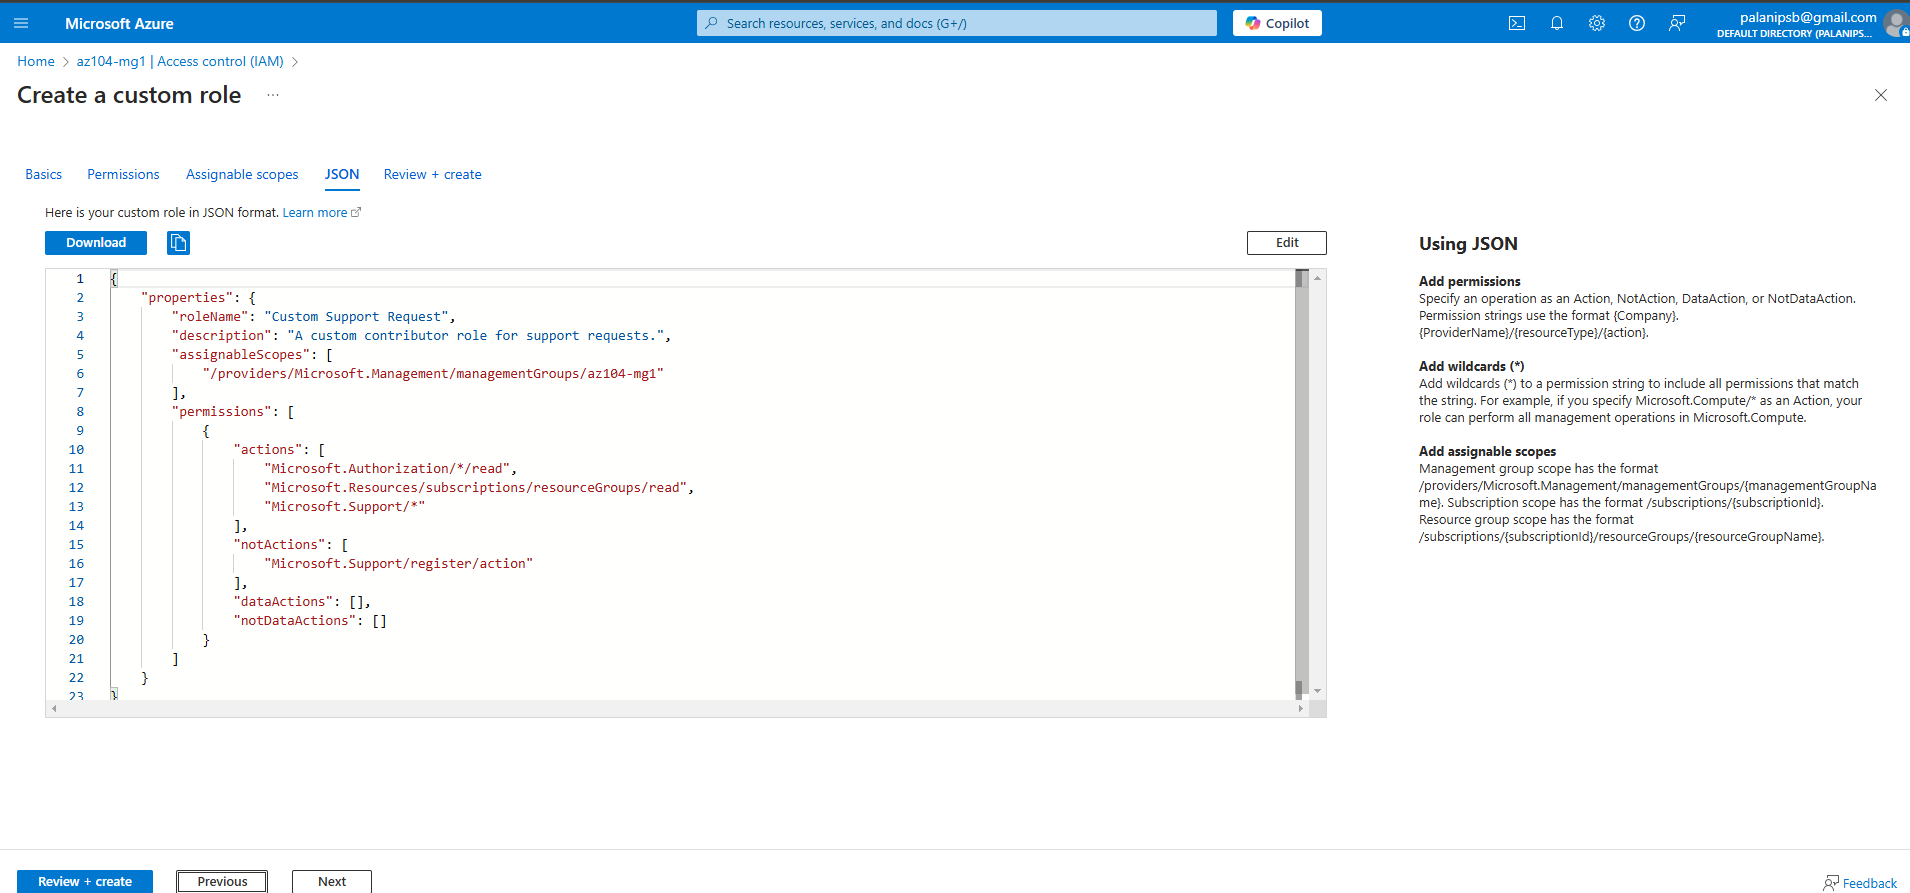 Microsoft Azure
Search resources, services, and docs (G+/)
Copilot
palanipsb@gmail.com
DEFAULT DIRECTORY (PALANIPS...
Home > az104-mg1 | Access control (IAM) >
Create a custom role ...
Basics Permissions Assignable scopes JSON Review + create
Here is your custom role in JSON format. Learn more
Download
Edit
1 {
2 "properties": {
3 "roleName": "Custom Support Request",
4 "description": "A custom contributor role for support requests.",
5 "assignableScopes": [
6 "/providers/Microsoft.Management/managementGroups/az104-mg1"
7 ],
8 "permissions": [
9 {
10 "actions": [
11 "Microsoft.Authorization/*/read",
12 "Microsoft.Resources/subscriptions/resourceGroups/read",
13 "Microsoft.Support/*"
14 ],
15 "notActions": [
16 "Microsoft.Support/register/action"
17 ],
18 "dataActions": [],
19 "notDataActions": []
20 }
21 ]
22 }
23 }
Using JSON
Add permissions
Specify an operation as an Action, NotAction, DataAction, or NotDataAction.
Permission strings use the format {Company}.
{ProviderName}/{resourceType}/{action}.
Add wildcards (*)
Add wildcards (*) to a permission string to include all permissions that match
the string. For example, if you specify Microsoft.Compute/* as an Action, your
role can perform all management operations in Microsoft.Compute.
Add assignable scopes
Management group scope has the format
/providers/Microsoft.Management/managementGroups/{managementGroupNa
me}. Subscription scope has the format /subscriptions/{subscriptionId}.
Resource group scope has the format
/subscriptions/{subscriptionId}/resourceGroups/{resourceGroupName}.
Review + create
Previous
Next
Feedback